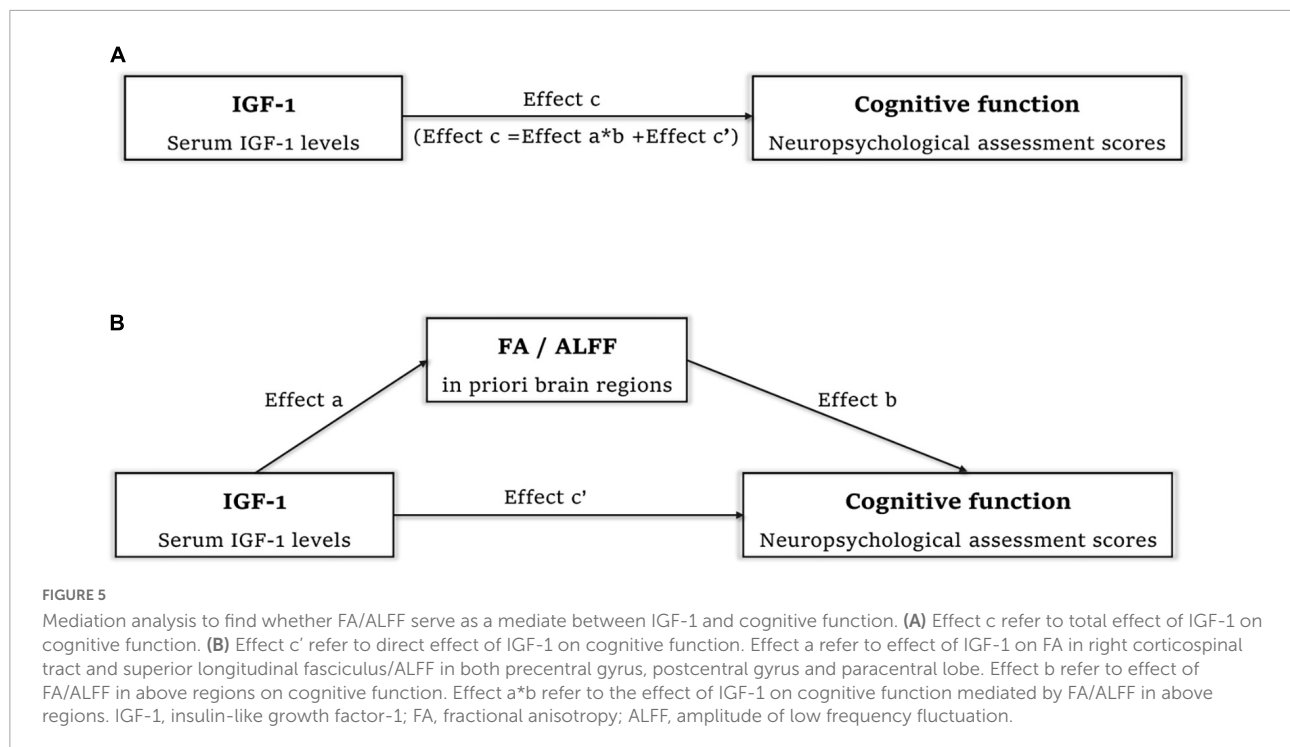 A
IGF-1
Serum IGF-1 levels
Effect c
(Effect c =Effect a*b +Effect c’)
Cognitive function
Neuropsychological assessment scores
B
FA / ALFF
in priori brain regions
Effect a
Effect b
IGF-1
Serum IGF-1 levels
Effect c’
Cognitive function
Neuropsychological assessment scores
FIGURE 5
Mediation analysis to find whether FA/ALFF serve as a mediate between IGF-1 and cognitive function. (A) Effect c refer to total effect of IGF-1 on
cognitive function. (B) Effect c’ refer to direct effect of IGF-1 on cognitive function. Effect a refer to effect of IGF-1 on FA in right corticospinal
tract and superior longitudinal fasciculus/ALFF in both precentral gyrus, postcentral gyrus and paracentral lobe. Effect b refer to effect of
FA/ALFF in above regions on cognitive function. Effect a*b refer to the effect of IGF-1 on cognitive function mediated by FA/ALFF in above
regions. IGF-1, insulin-like growth factor-1; FA, fractional anisotropy; ALFF, amplitude of low frequency fluctuation.